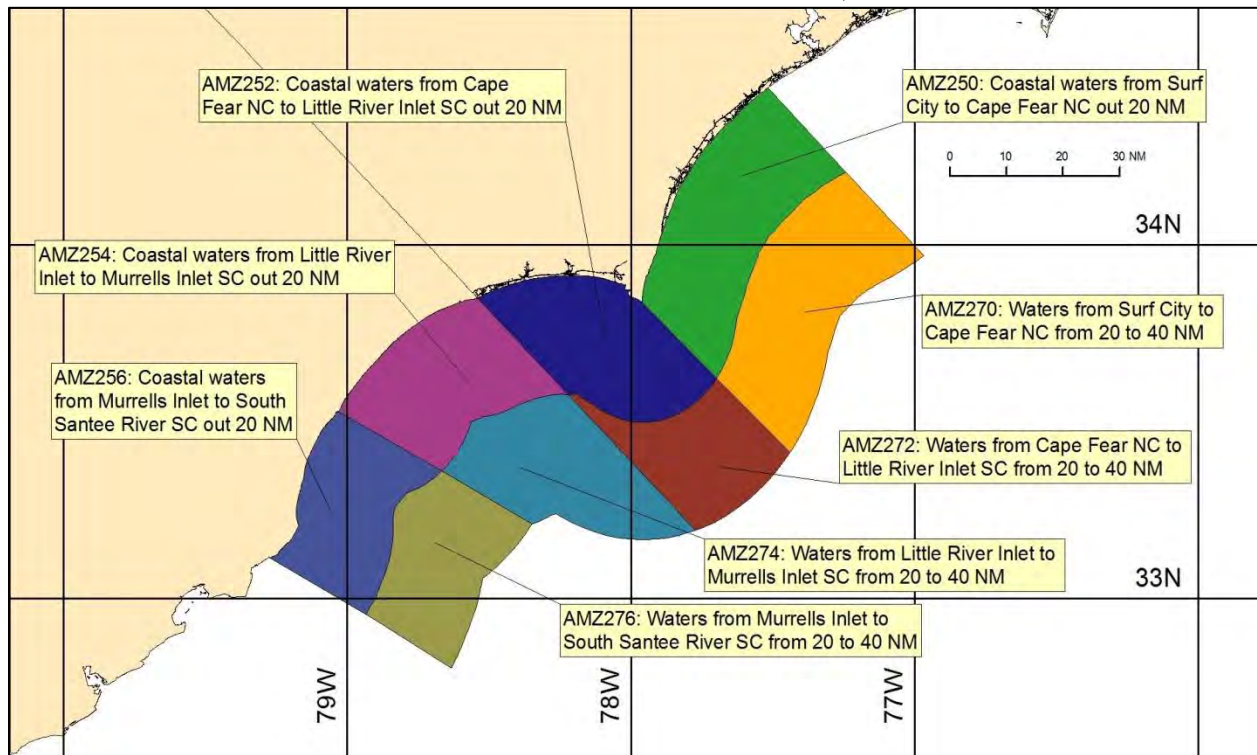 AMZ252: Coastal waters from Cape
Fear NC to Little River Inlet SC out 20 NM
AMZ250: Coastal waters from Surf
City to Cape Fear NC out 20 NM
0 10 20 30 NM
34N
AMZ254: Coastal waters from Little River
Inlet to Murrells Inlet SC out 20 NM
AMZ270: Waters from Surf City to
Cape Fear NC from 20 to 40 NM
AMZ256: Coastal waters
from Murrells Inlet to South
Santee River SC out 20 NM
AMZ272: Waters from Cape Fear NC to
Little River Inlet SC from 20 to 40 NM
AMZ274: Waters from Little River Inlet to
Murrells Inlet SC from 20 to 40 NM
33N
AMZ276: Waters from Murrells Inlet to
South Santee River SC from 20 to 40 NM
79W
78W
77W